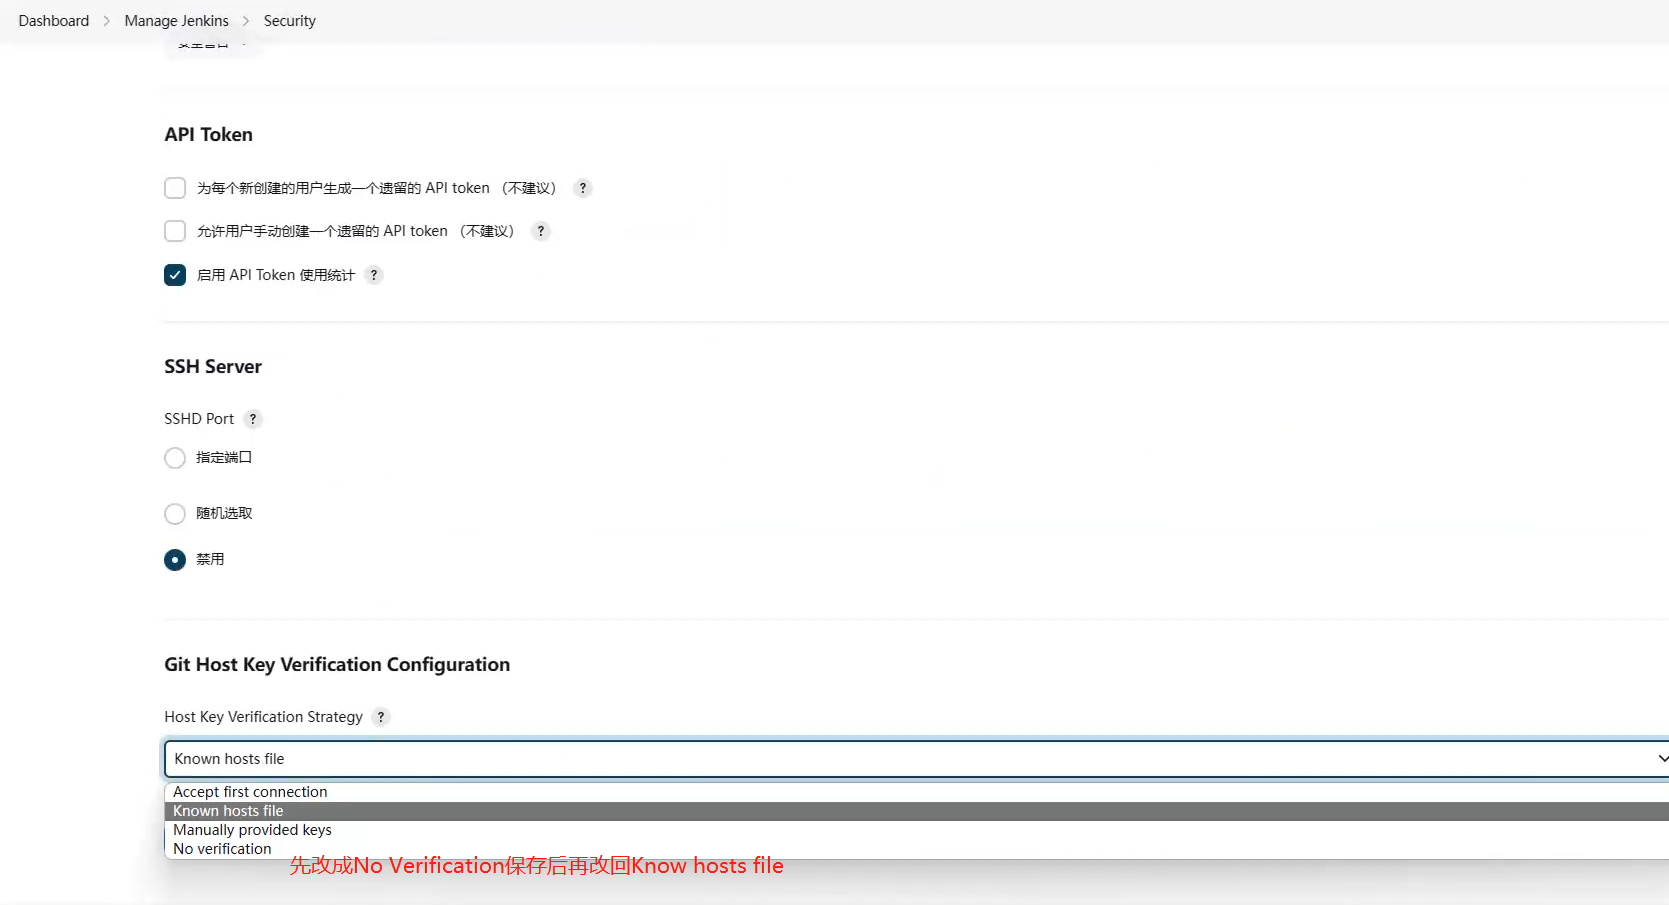 Dashboard > Manage Jenkins > Security
API Token
为每个新创建的用户生成一个遗留的 API token （不建议） ?
允许用户手动创建一个遗留的 API token （不建议） ?
启用 API Token 使用统计 ?
SSH Server
SSHD Port ?
指定端口
随机选取
禁用
Git Host Key Verification Configuration
Host Key Verification Strategy ?
Known hosts file
Accept first connection
Known hosts file
Manually provided keys
No verification
先改成No Verification保存后再改回Know hosts file